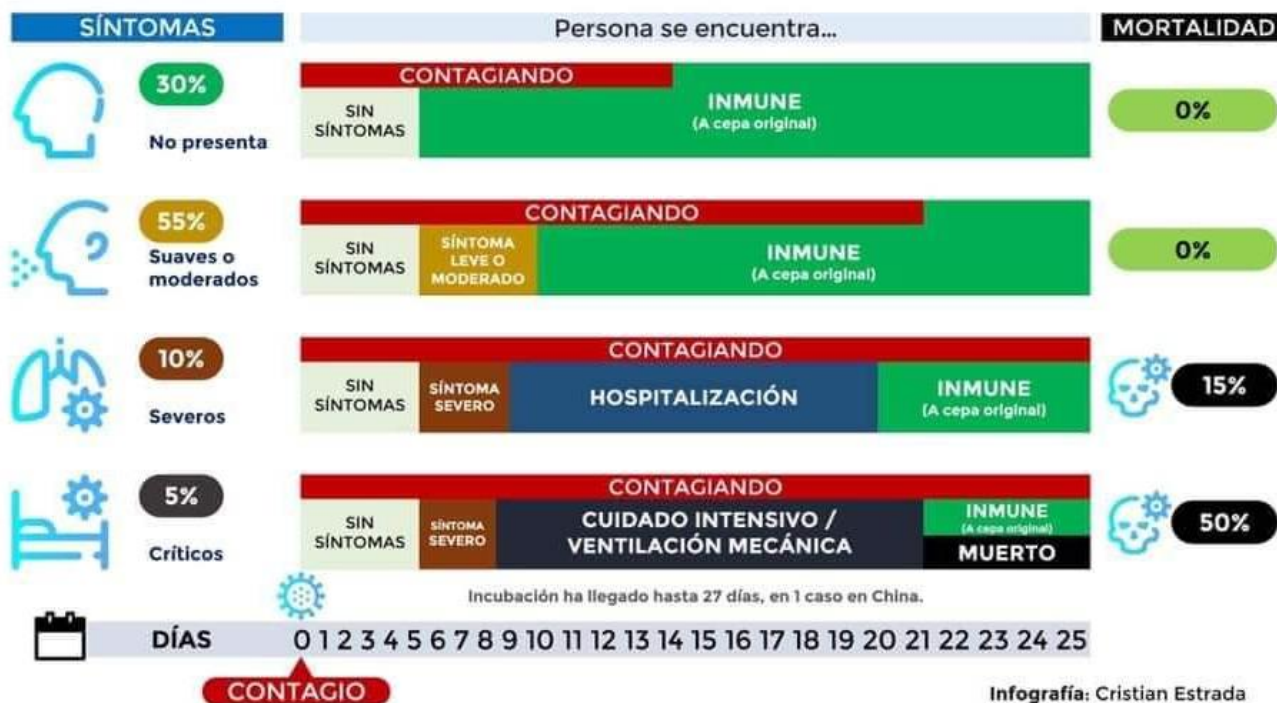 SÍNTOMAS
Persona se encuentra...
MORTALIDAD
30%
No presenta
CONTAGIANDO
SIN
SÍNTOMAS
INMUNE
(A cepa original)
0%
55%
Suaves o
moderados
CONTAGIANDO
SIN
SÍNTOMAS
SÍNTOMA
LEVE O
MODERADO
INMUNE
(A cepa original)
0%
10%
Severos
CONTAGIANDO
SIN
SÍNTOMAS
SÍNTOMA
SEVERO
HOSPITALIZACIÓN
INMUNE
(A cepa original)
15%
5%
Críticos
CONTAGIANDO
SIN
SÍNTOMAS
SÍNTOMA
SEVERO
CUIDADO INTENSIVO /
VENTILACIÓN MECÁNICA
INMUNE
(A cepa original)
MUERTO
50%
Incubación ha llegado hasta 27 días, en 1 caso en China.
DÍAS
0 1 2 3 4 5 6 7 8 9 10 11 12 13 14 15 16 17 18 19 20 21 22 23 24 25
CONTAGIO
Infografía: Cristian Estrada